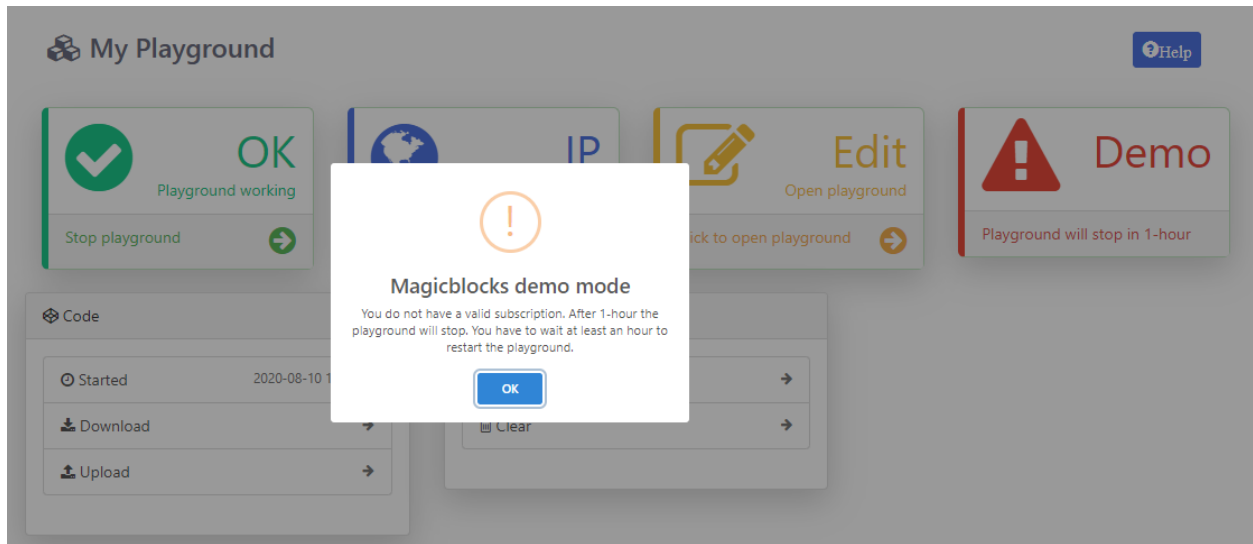 My Playground
Help
OK
Playground working
Stop playground
IP
Edit
Open playground
to open playground
Demo
Playground will stop in 1-hour
!
Magicblocks demo mode
You do not have a valid subscription. After 1-hour the
playground will stop. You have to wait at least an hour to
restart the playground.
OK
Code
Started 2020-08-10
Download
Upload
Clear